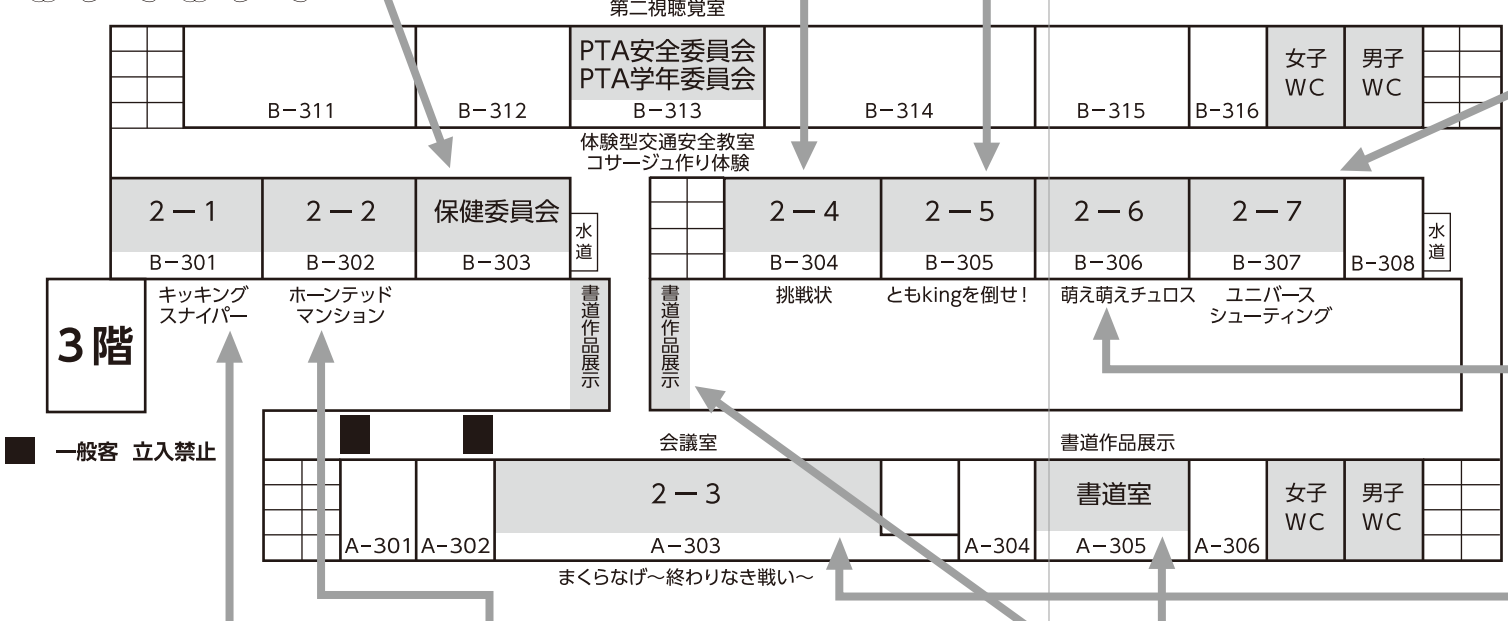 第二視聴覚室
PTA安全委員会
PTA学年委員会
女子
WC
男子
WC
B-311
B-312
B-313
B-314
B-315
B-316
体験型交通安全教室
コサージュ作り体験
2-1
2-2
保健委員会
2-4
2-5
2-6
2-7
水道
水道
B-301
B-302
B-303
B-304
B-305
B-306
B-307
B-308
キッキング
スナイパー
ホーンテッド
マンション
書道作品展示
書道作品展示
挑戦状
ともkingを倒せ!
萌え萌えチュロス
ユニバース
シューティング
3階
一般客 立入禁止
会議室
書道作品展示
2-3
書道室
女子
WC
男子
WC
A-301
A-302
A-303
A-304
A-305
A-306
まくらなげ〜終わりなき戦い〜